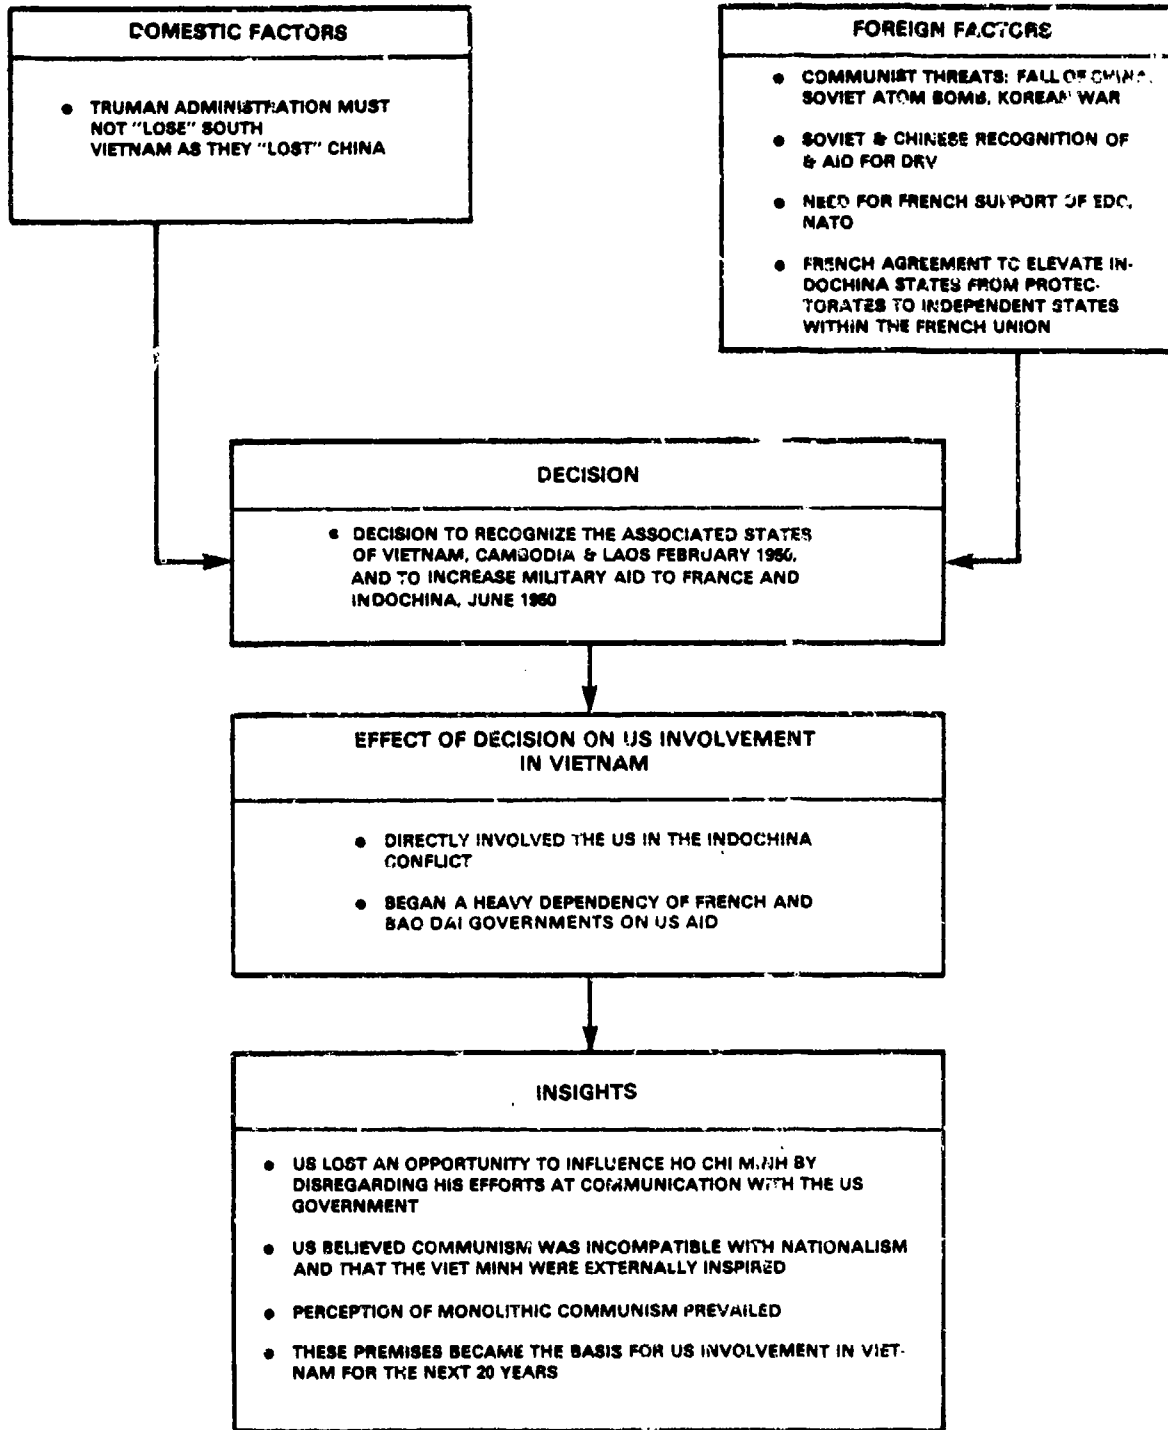 DOMESTIC FACTORS
● TRUMAN ADMINISTRATION MUST
NOT "LOSE" SOUTH
VIETNAM AS THEY "LOST" CHINA
FOREIGN FACTORS
● COMMUNIST THREATS: FALL OF CHINA,
SOVIET ATOM BOMB, KOREAN WAR
● SOVIET & CHINESE RECOGNITION OF
& AID FOR DRV
● NEED FOR FRENCH SUPPORT OF EDC,
NATO
● FRENCH AGREEMENT TO ELEVATE IN-
DOCHINA STATES FROM PROTEC-
TORATES TO INDEPENDENT STATES
WITHIN THE FRENCH UNION
DECISION
● DECISION TO RECOGNIZE THE ASSOCIATED STATES
OF VIETNAM, CAMBODIA & LAOS FEBRUARY 1950,
AND TO INCREASE MILITARY AID TO FRANCE AND
INDOCHINA, JUNE 1950
EFFECT OF DECISION ON US INVOLVEMENT
IN VIETNAM
● DIRECTLY INVOLVED THE US IN THE INDOCHINA
CONFLICT
● BEGAN A HEAVY DEPENDENCY OF FRENCH AND
BAO DAI GOVERNMENTS ON US AID
INSIGHTS
● US LOST AN OPPORTUNITY TO INFLUENCE HO CHI MINH BY
DISREGARDING HIS EFFORTS AT COMMUNICATION WITH THE US
GOVERNMENT
● US BELIEVED COMMUNISM WAS INCOMPATIBLE WITH NATIONALISM
AND THAT THE VIET MINH WERE EXTERNALLY INSPIRED
● PERCEPTION OF MONOLITHIC COMMUNISM PREVAILED
● THESE PREMISES BECAME THE BASIS FOR US INVOLVEMENT IN VIET-
NAM FOR THE NEXT 20 YEARS